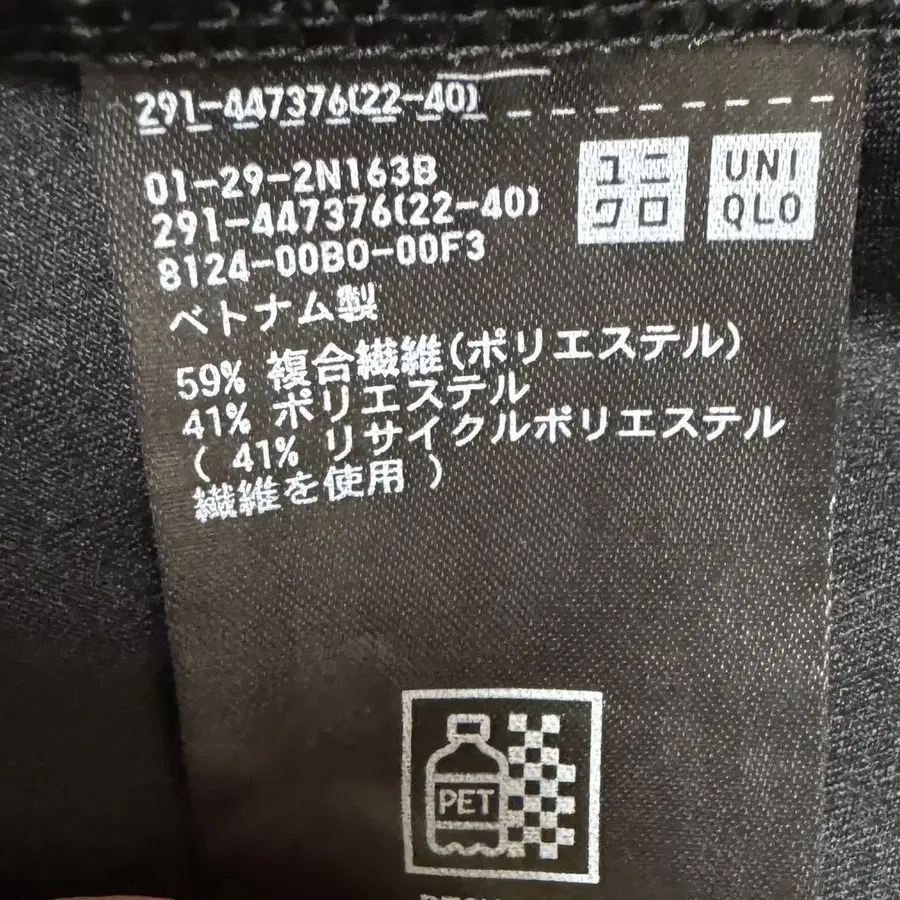 291-447376(22-40)
01-29-2N163B
291-447376(22-40)
8124-00B0-00F3
ユニ
クロ
UNI
QLO
ベトナム製
59% 複合繊維(ポリエステル)
41% ポリエステル
( 41% リサイクルポリエステル
繊維を使用 )
PET